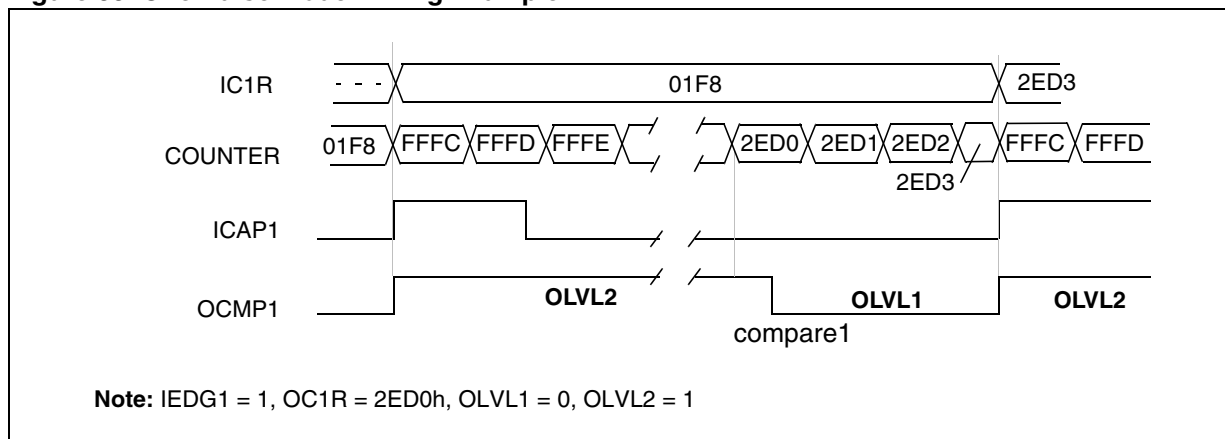 IC1R - - - 01F8 2ED3
COUNTER 01F8 FFFC FFFD FFFE 2ED0 2ED1 2ED2 FFFC FFFD
2ED3
ICAP1
OCMP1 OLVL2 OLVL1 OLVL2
compare1
Note: IEDG1 = 1, OC1R = 2ED0h, OLVL1 = 0, OLVL2 = 1